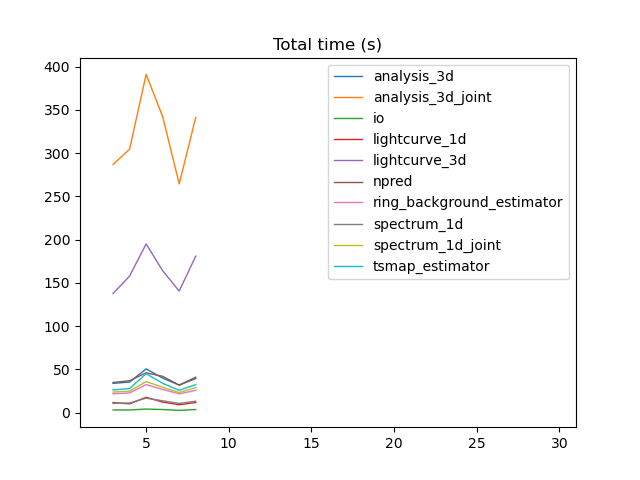 Total time (s)
400
350
300
250
200
150
100
50
0
analysis_3d
analysis_3d_joint
io
lightcurve_1d
lightcurve_3d
npred
ring_background_estimator
spectrum_1d
spectrum_1d_joint
tsmap_estimator
5 10 15 20 25 30